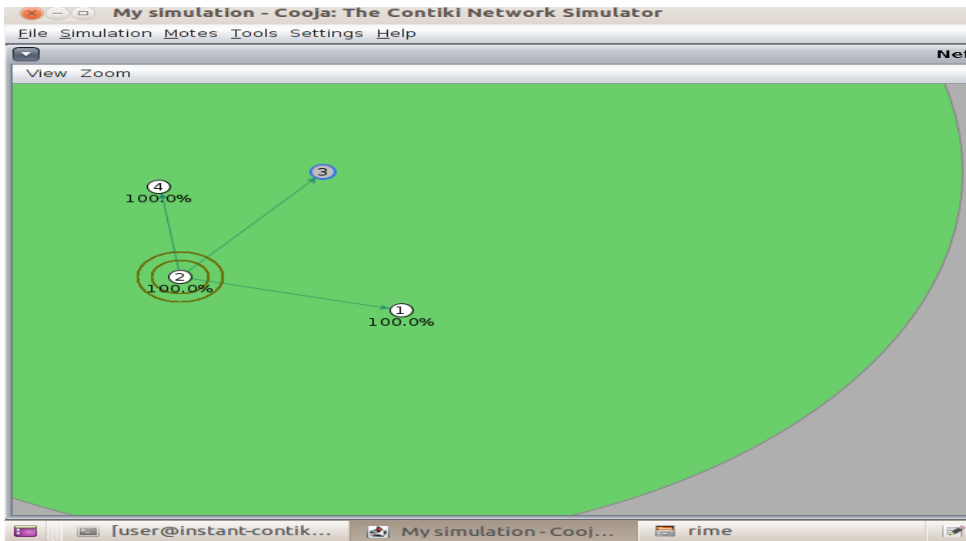 My simulation - Cooja: The Contiki Network Simulator
File Simulation Motes Tools Settings Help
Net
View Zoom
3
4
100.0%
2
100.0%
1
100.0%
[user@instant-contik... My simulation - Cooj... rime